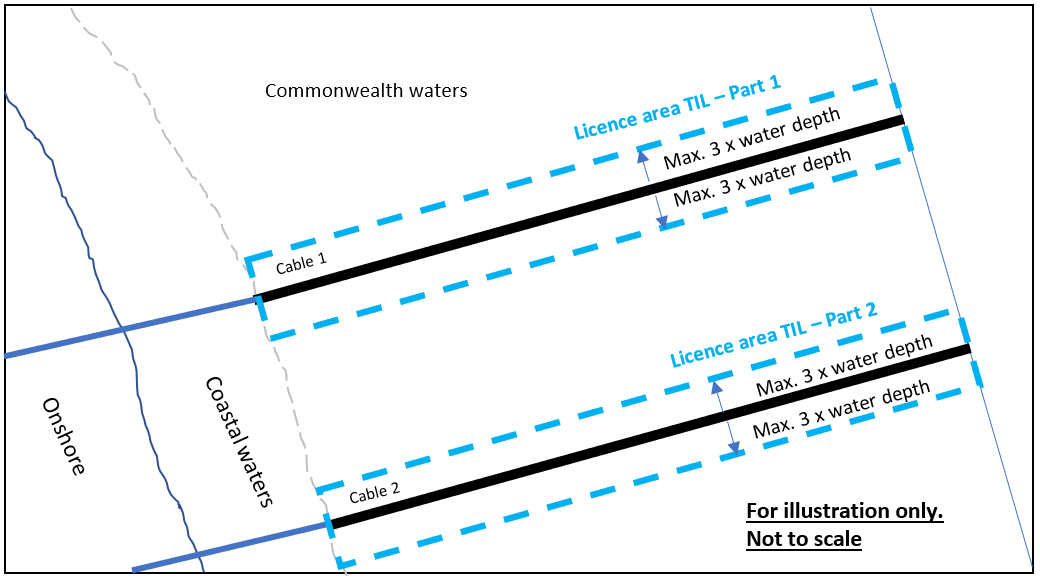 Commonwealth waters
Licence area TIL – Part 1
Max. 3 x water depth
Max. 3 x water depth
Cable 1
Licence area TIL – Part 2
Max. 3 x water depth
Max. 3 x water depth
Cable 2
Onshore
Coastal waters
For illustration only.
Not to scale